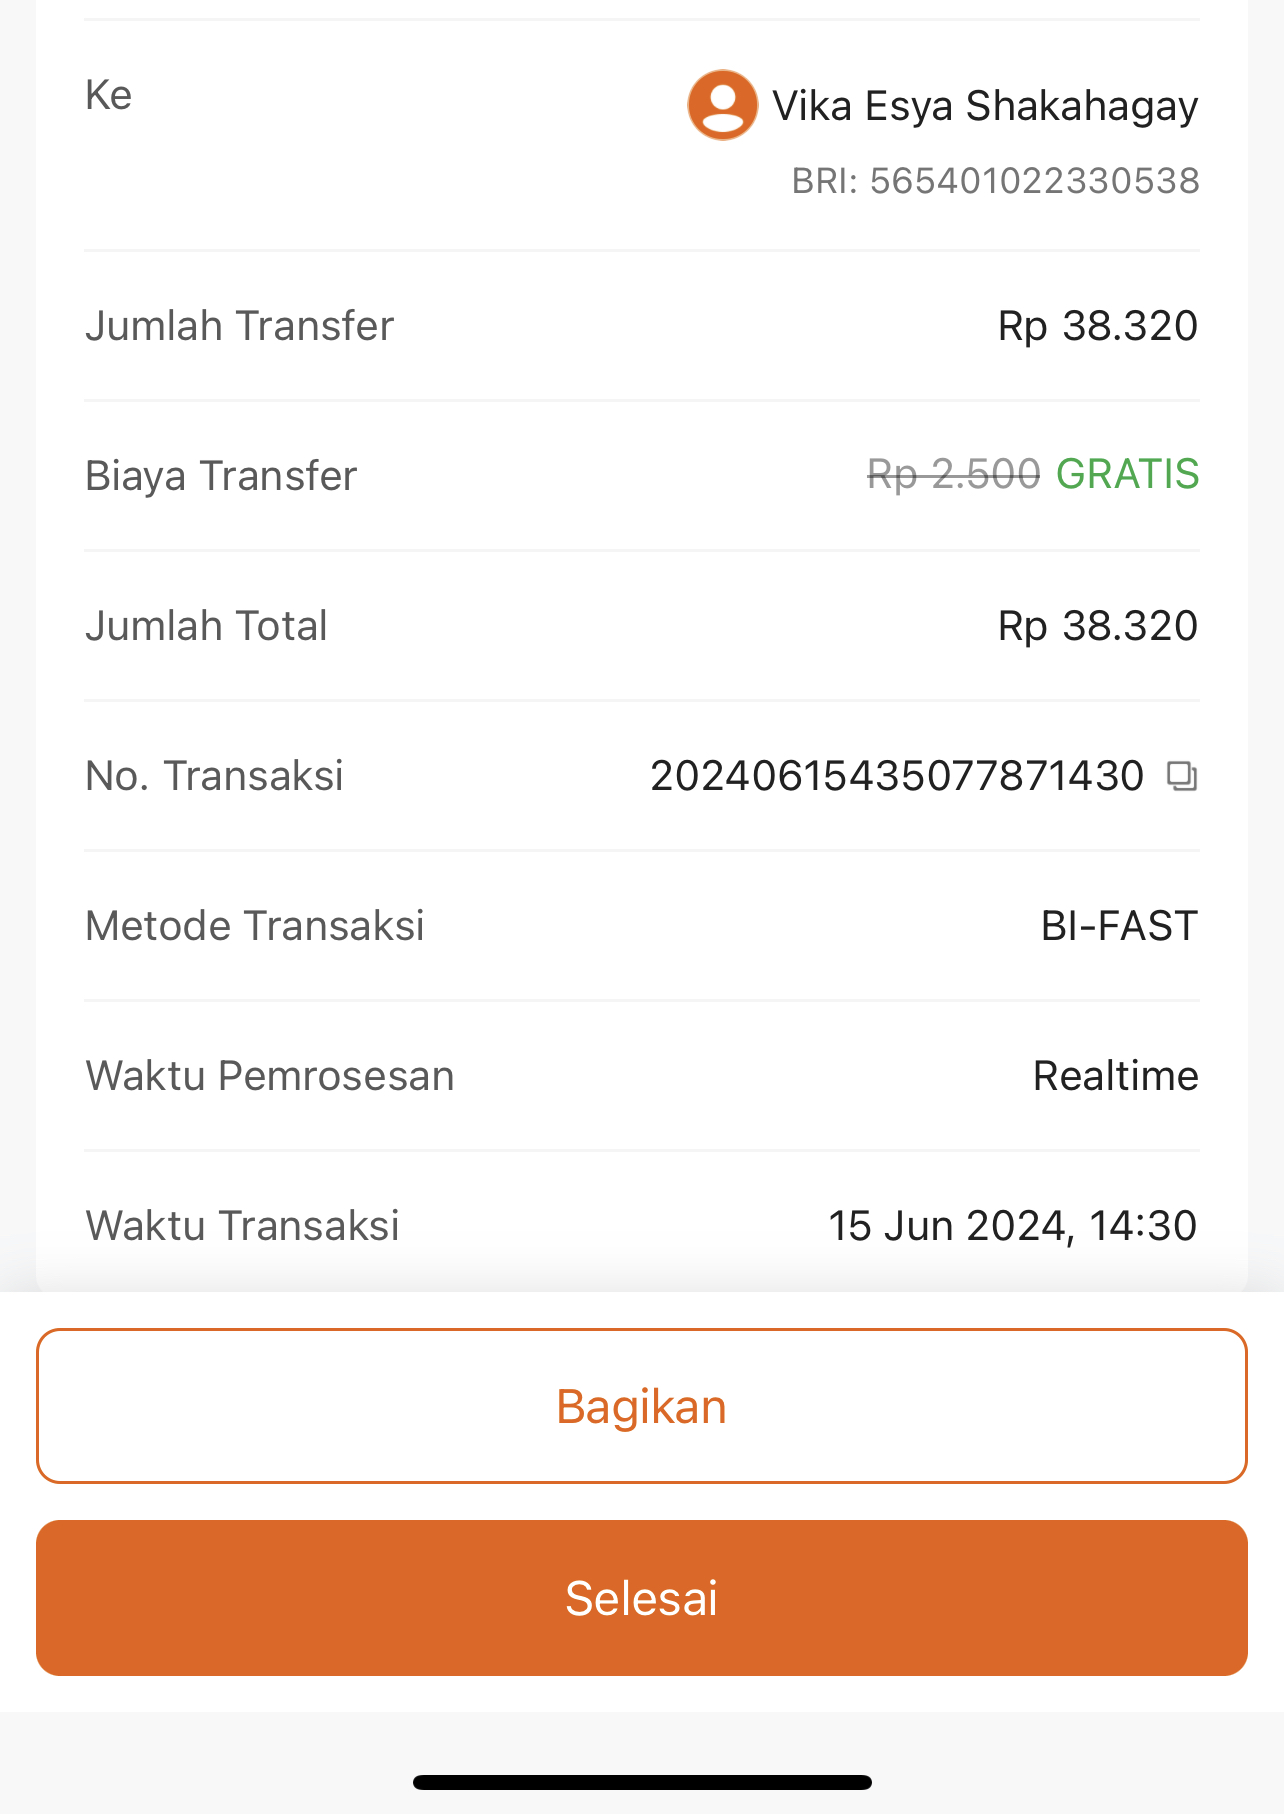 Ke
Vika Esya Shakahagay
BRI: 565401022330538
Jumlah Transfer Rp 38.320
Biaya Transfer Rp 2.500 GRATIS
Jumlah Total Rp 38.320
No. Transaksi 20240615435077871430
Metode Transaksi BI-FAST
Waktu Pemrosesan Realtime
Waktu Transaksi 15 Jun 2024, 14:30
Bagikan
Selesai